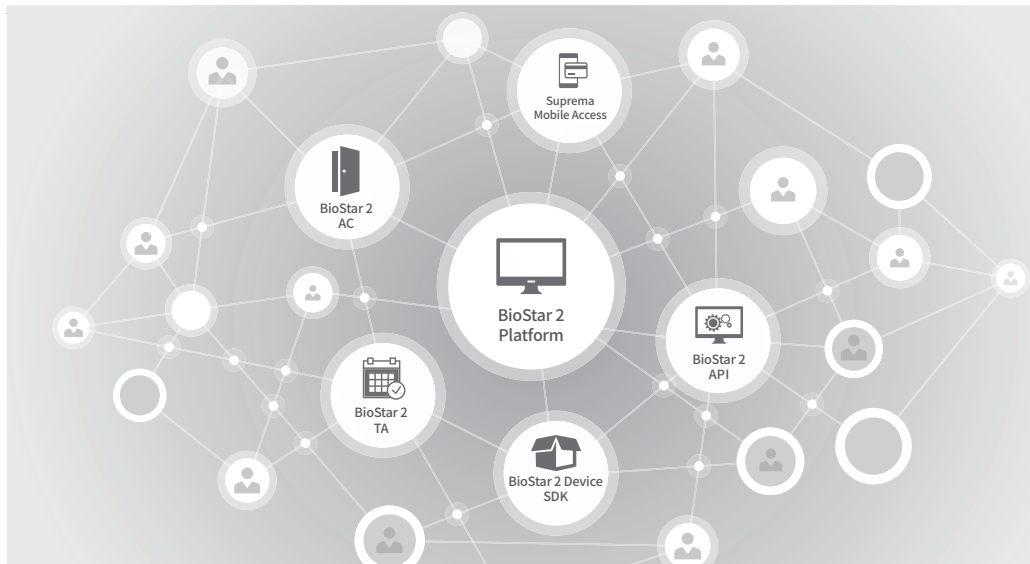 Suprema
Mobile Access
BioStar 2
AC
BioStar 2
Platform
BioStar 2
API
BioStar 2
TA
BioStar 2 Device
SDK